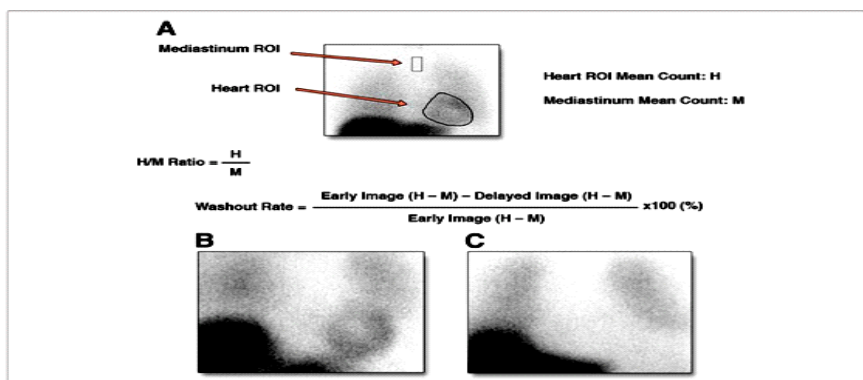 A
Mediastinum ROI
Heart ROI
Heart ROI Mean Count: H
Mediastinum Mean Count: M
H/M Ratio = H
M
Washout Rate = Early Image (H – M) – Delayed Image (H – M) x100 (%)
Early Image (H – M)
B
C